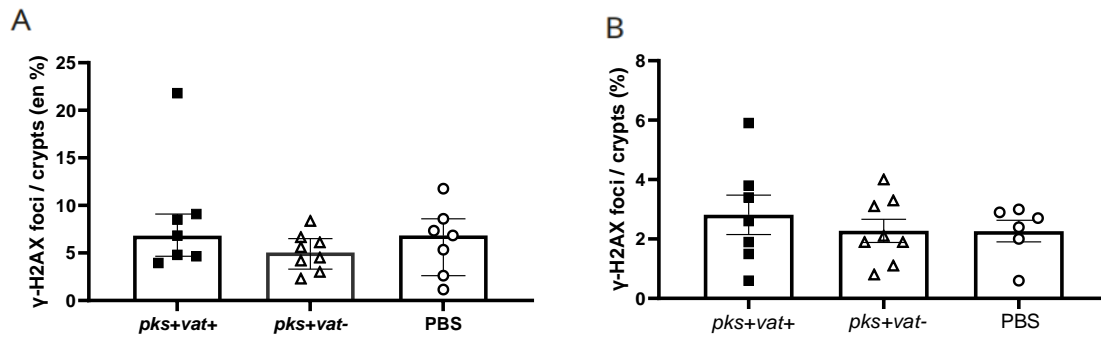 A
γ-H2AX foci / crypts (en %)
25
20
15
10
5
0
pks+vat+
pks+vat-
PBS
B
γ-H2AX foci / crypts (%)
8
6
4
2
0
pks+vat+
pks+vat-
PBS